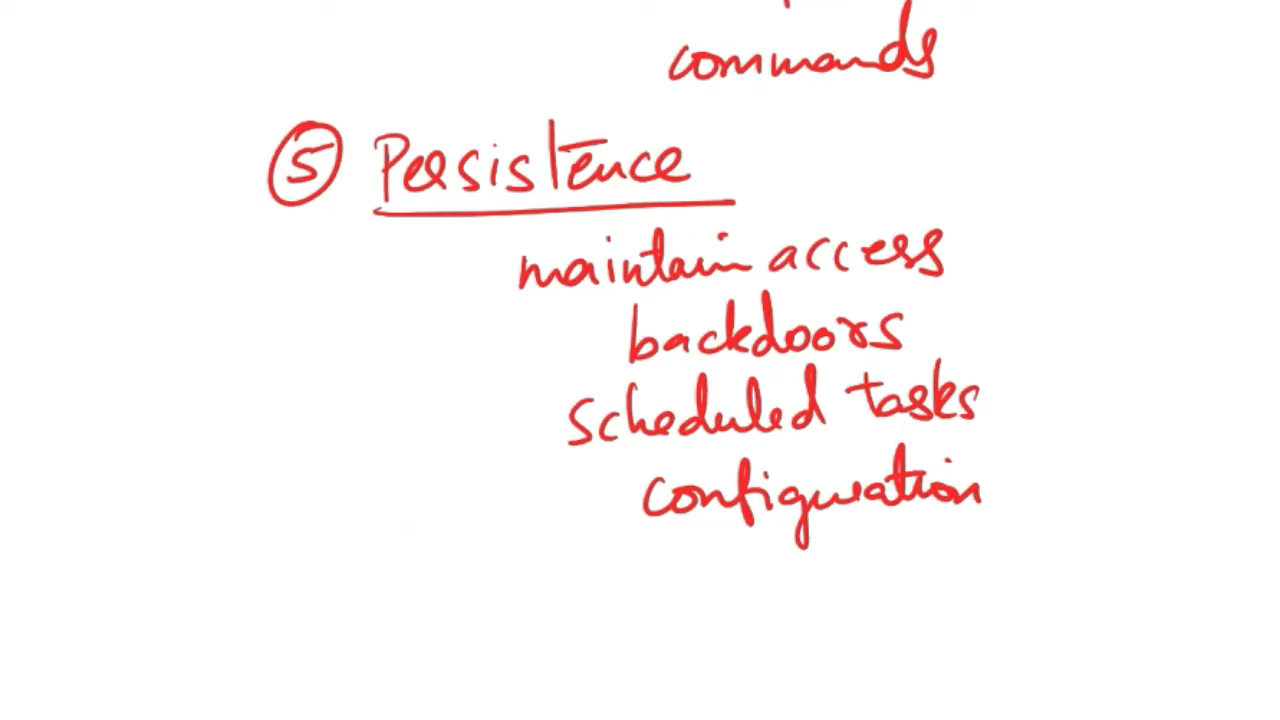 commands
⑤ Persistence
maintain access
backdoors
scheduled tasks
configuration